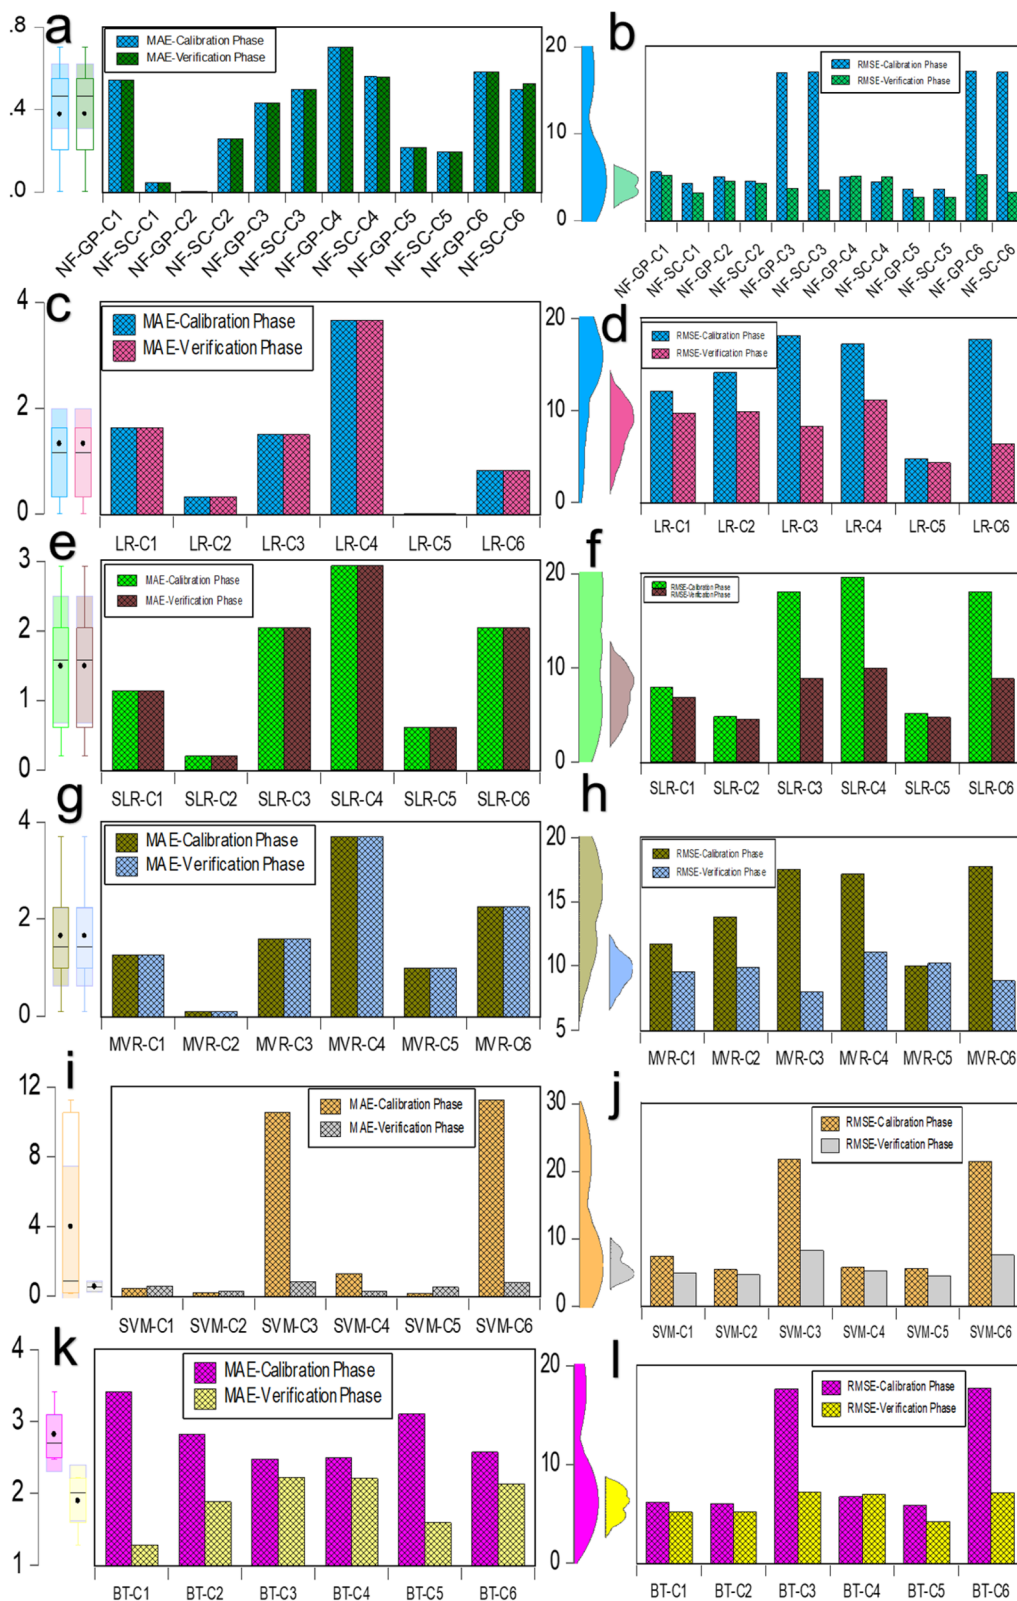 a
.8
.4
.0
MAE-Calibration Phase
MAE-Verification Phase
NF-GP-C1
NF-SC-C1
NF-GP-C2
NF-SC-C2
NF-GP-C3
NF-SC-C3
NF-GP-C4
NF-SC-C4
NF-GP-C5
NF-SC-C5
NF-GP-C6
NF-SC-C6
b
20
10
0
RMSE-Calibration Phase
RMSE-Verification Phase
NF-GP-C1
NF-SC-C1
NF-GP-C2
NF-SC-C2
NF-GP-C3
NF-SC-C3
NF-GP-C4
NF-SC-C4
NF-GP-C5
NF-SC-C5
NF-GP-C6
NF-SC-C6
c
4
2
0
MAE-Calibration Phase
MAE-Verification Phase
LR-C1 LR-C2 LR-C3 LR-C4 LR-C5 LR-C6
d
20
10
0
RMSE-Calibration Phase
RMSE-Verification Phase
LR-C1 LR-C2 LR-C3 LR-C4 LR-C5 LR-C6
e
3
2
1
0
MAE-Calibration Phase
MAE-Verification Phase
SLR-C1 SLR-C2 SLR-C3 SLR-C4 SLR-C5 SLR-C6
f
20
10
0
RMSE-Calibration Phase
RMSE-Verification Phase
SLR-C1 SLR-C2 SLR-C3 SLR-C4 SLR-C5 SLR-C6
g
4
2
0
MAE-Calibration Phase
MAE-Verification Phase
MVR-C1 MVR-C2 MVR-C3 MVR-C4 MVR-C5 MVR-C6
h
20
15
10
5
RMSE-Calibration Phase
RMSE-Verification Phase
MVR-C1 MVR-C2 MVR-C3 MVR-C4 MVR-C5 MVR-C6
i
12
8
4
0
MAE-Calibration Phase
MAE-Verification Phase
SVM-C1 SVM-C2 SVM-C3 SVM-C4 SVM-C5 SVM-C6
j
30
20
10
0
RMSE-Calibration Phase
RMSE-Verification Phase
SVM-C1 SVM-C2 SVM-C3 SVM-C4 SVM-C5 SVM-C6
k
4
3
2
1
MAE-Calibration Phase
MAE-Verification Phase
BT-C1 BT-C2 BT-C3 BT-C4 BT-C5 BT-C6
l
20
10
0
RMSE-Calibration Phase
RMSE-Verification Phase
BT-C1 BT-C2 BT-C3 BT-C4 BT-C5 BT-C6